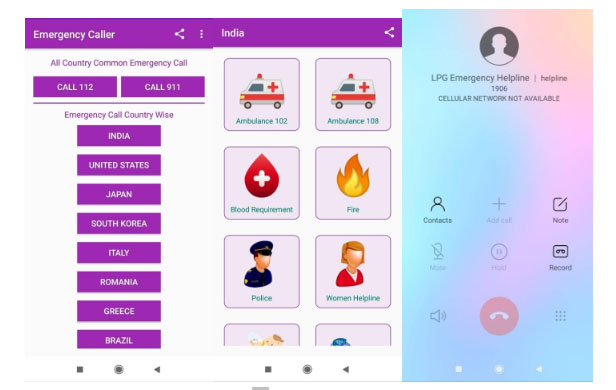 Emergency Caller
All Country Common Emergency Call
CALL 112
CALL 911
Emergency Call Country Wise
INDIA
UNITED STATES
JAPAN
SOUTH KOREA
ITALY
ROMANIA
GREECE
BRAZIL
India
Ambulance 102
Ambulance 108
Blood Requirement
Fire
Police
Women Helpline
LPG Emergency Helpline | helpline
1906
CELLULAR NETWORK NOT AVAILABLE
Contacts
Add call
Note
Mute
Hold
Record